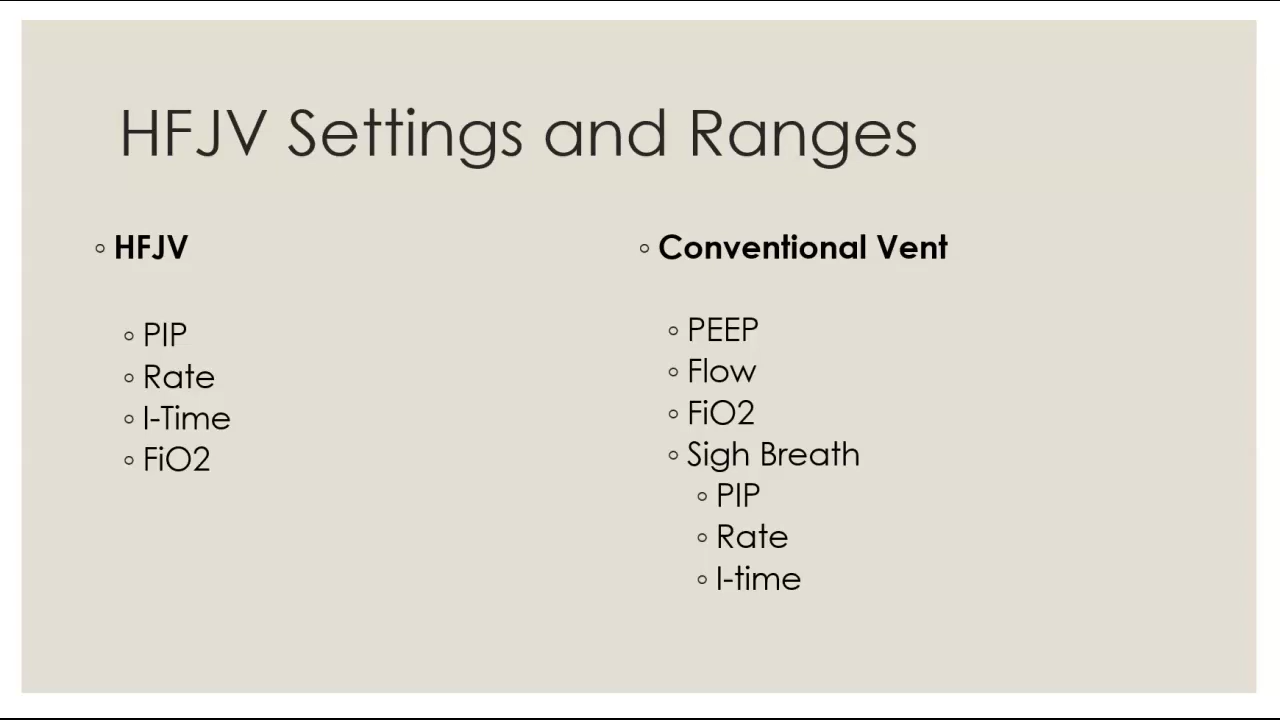 HFJV Settings and Ranges
◦ HFJV
◦ PIP
◦ Rate
◦ I-Time
◦ FiO2
◦ Conventional Vent
◦ PEEP
◦ Flow
◦ FiO2
◦ Sigh Breath
◦ PIP
◦ Rate
◦ I-time